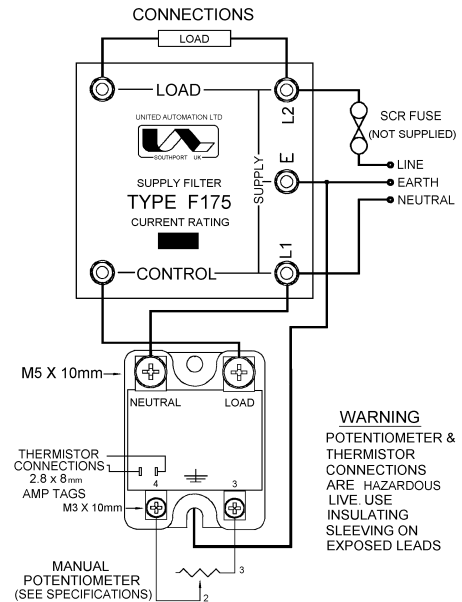 CONNECTIONS
LOAD
LOAD
L2
SCR FUSE
(NOT SUPPLIED)
UNITED AUTOMATION LTD
SOUTHPORT UK
SUPPLY
E
LINE
EARTH
NEUTRAL
SUPPLY FILTER
TYPE F175
CURRENT RATING
L1
CONTROL
M5 X 10mm
NEUTRAL
LOAD
WARNING
POTENTIOMETER &
THERMISTOR
CONNECTIONS
ARE HAZARDOUS
LIVE. USE
INSULATING
SLEEVING ON
EXPOSED LEADS
THERMISTOR
CONNECTIONS
2.8 x 8mm
AMP TAGS
4
3
M3 X 10mm
MANUAL
POTENTIOMETER
(SEE SPECIFICATIONS)
3
2